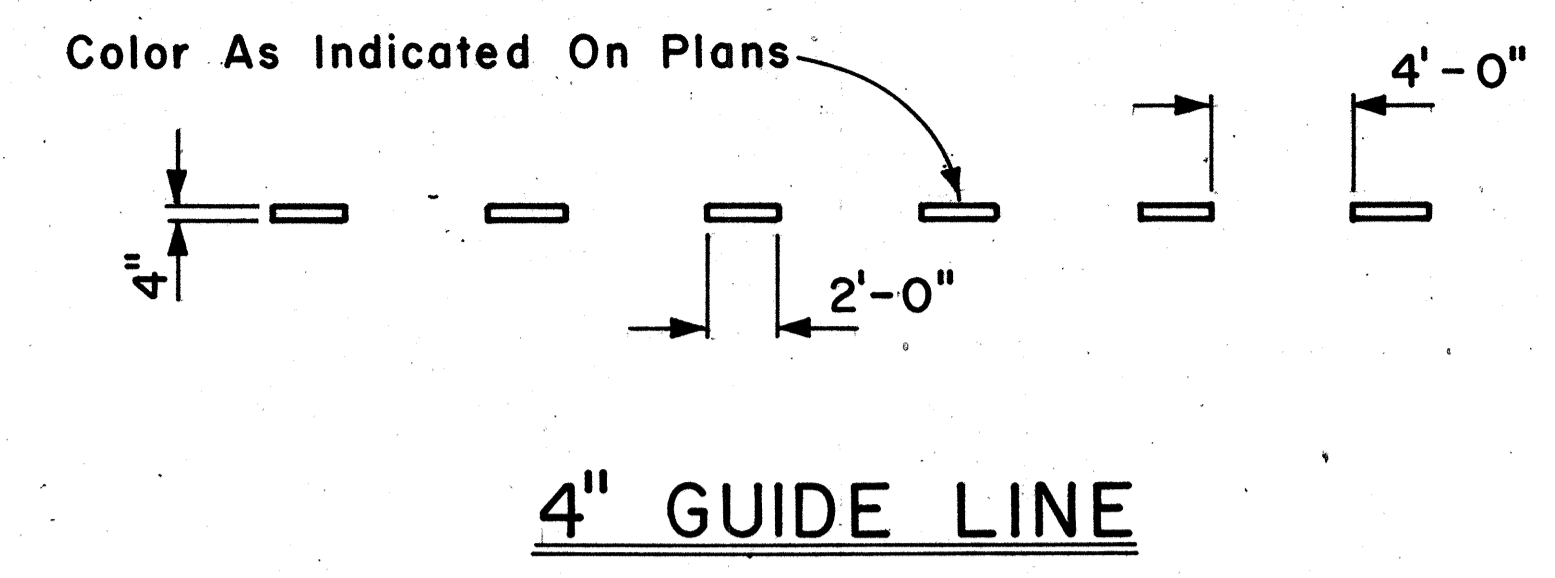 Color As Indicated On Plans
4'-0"
4"
2'-0"
4" GUIDE LINE